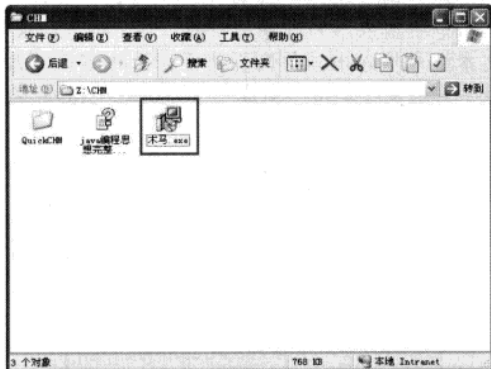 CHM
文件(F) 编辑(E) 查看(V) 收藏(A) 工具(T) 帮助(H)
后退 搜索 文件夹
地址(D) Z:\CHM 转到
QuickCHM
java编程思
想完整...
木马.exe
3 个对象 768 KB 本地 Intranet